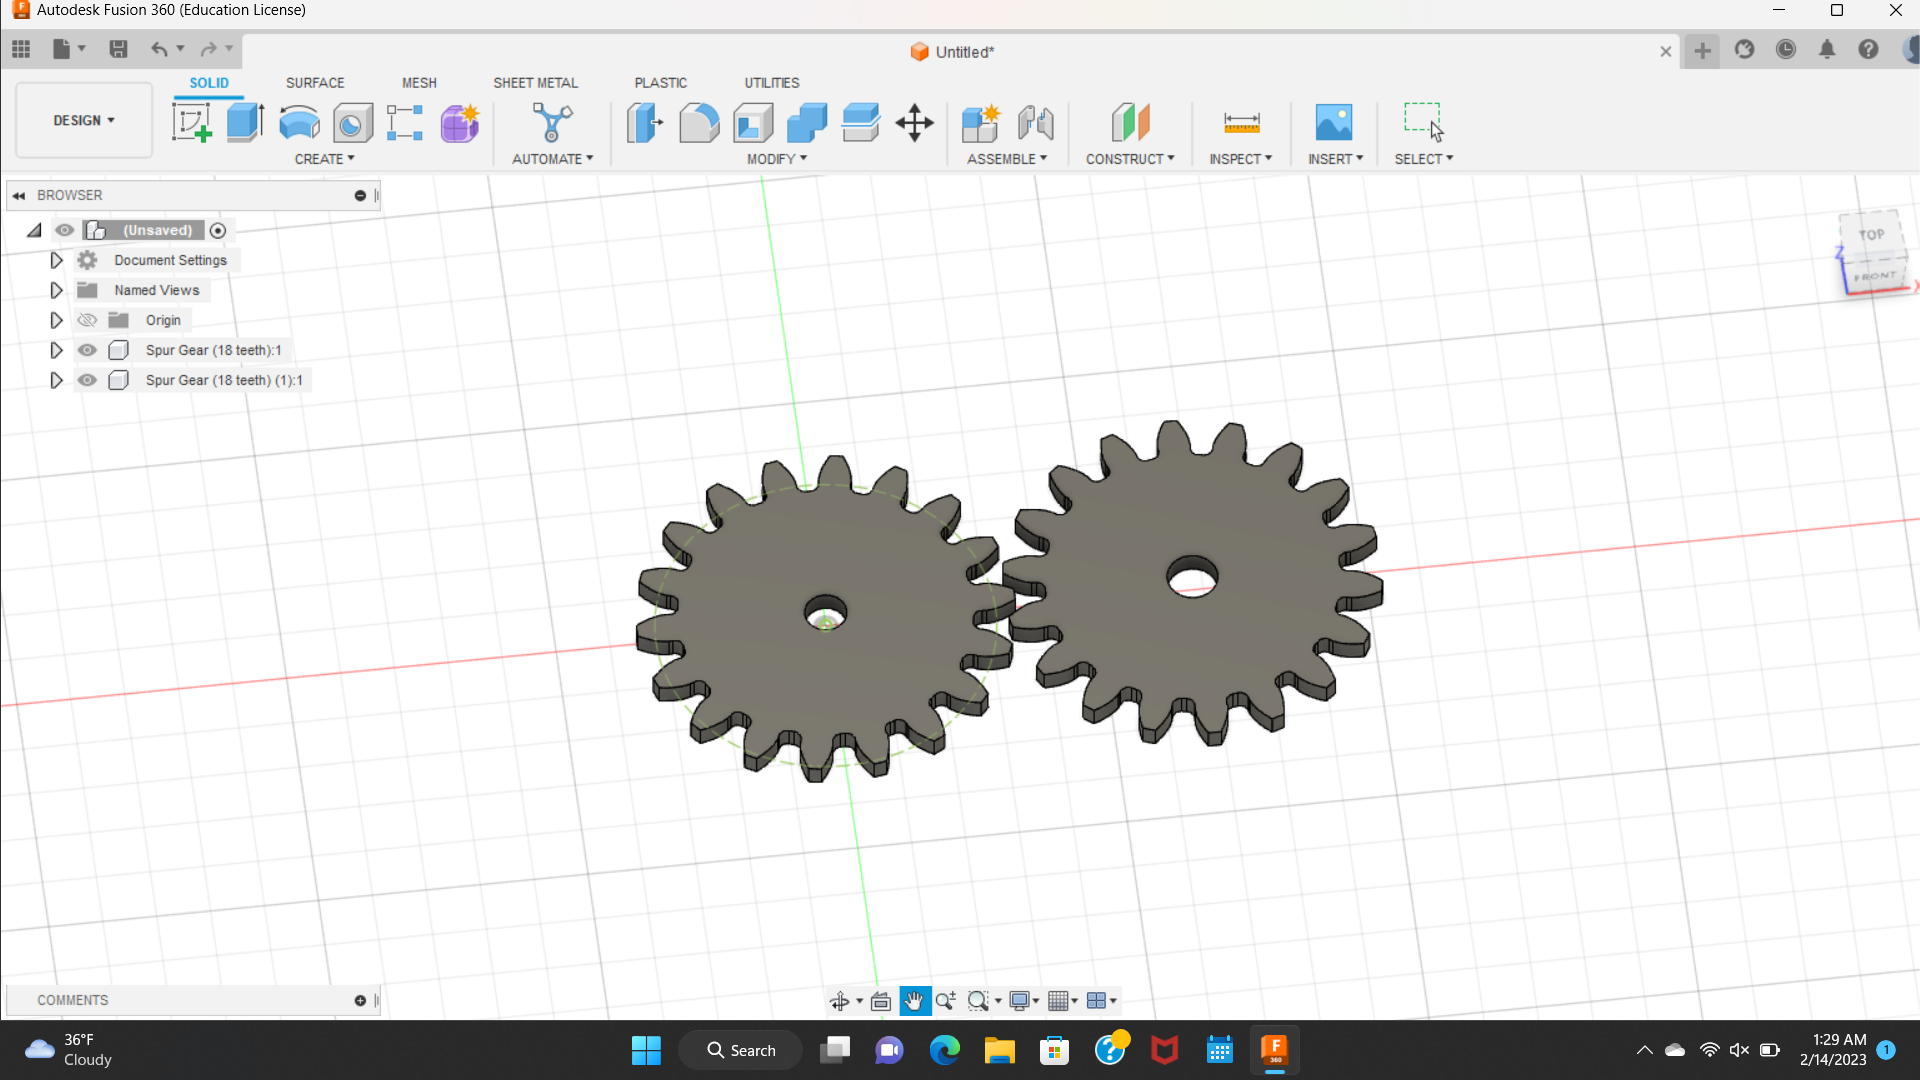 Autodesk Fusion 360 (Education License)
Untitled*
SOLID SURFACE MESH SHEET METAL PLASTIC UTILITIES
DESIGN
CREATE AUTOMATE MODIFY ASSEMBLE CONSTRUCT INSPECT INSERT SELECT
BROWSER
(Unsaved)
Document Settings
Named Views
Origin
Spur Gear (18 teeth):1
Spur Gear (18 teeth) (1):1
TOP
Z
FRONT
X
COMMENTS
36°F
Cloudy
Search
F
360
1:29 AM
2/14/2023
1